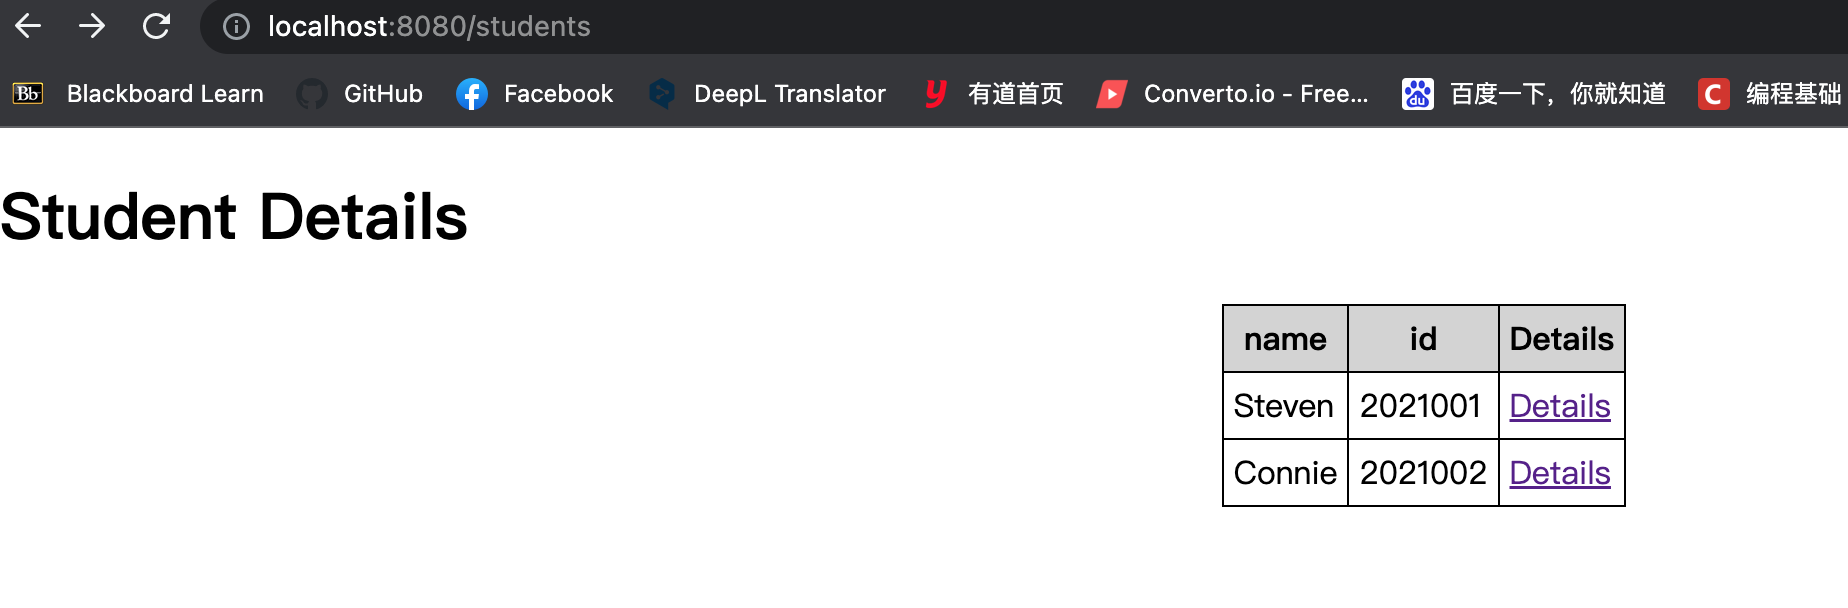 localhost:8080/students
Bb Blackboard Learn GitHub Facebook DeepL Translator y 有道首页 Converto.io - Free... du 百度一下，你就知道 C 编程基础
Student Details
name id Details
Steven 2021001 Details
Connie 2021002 Details